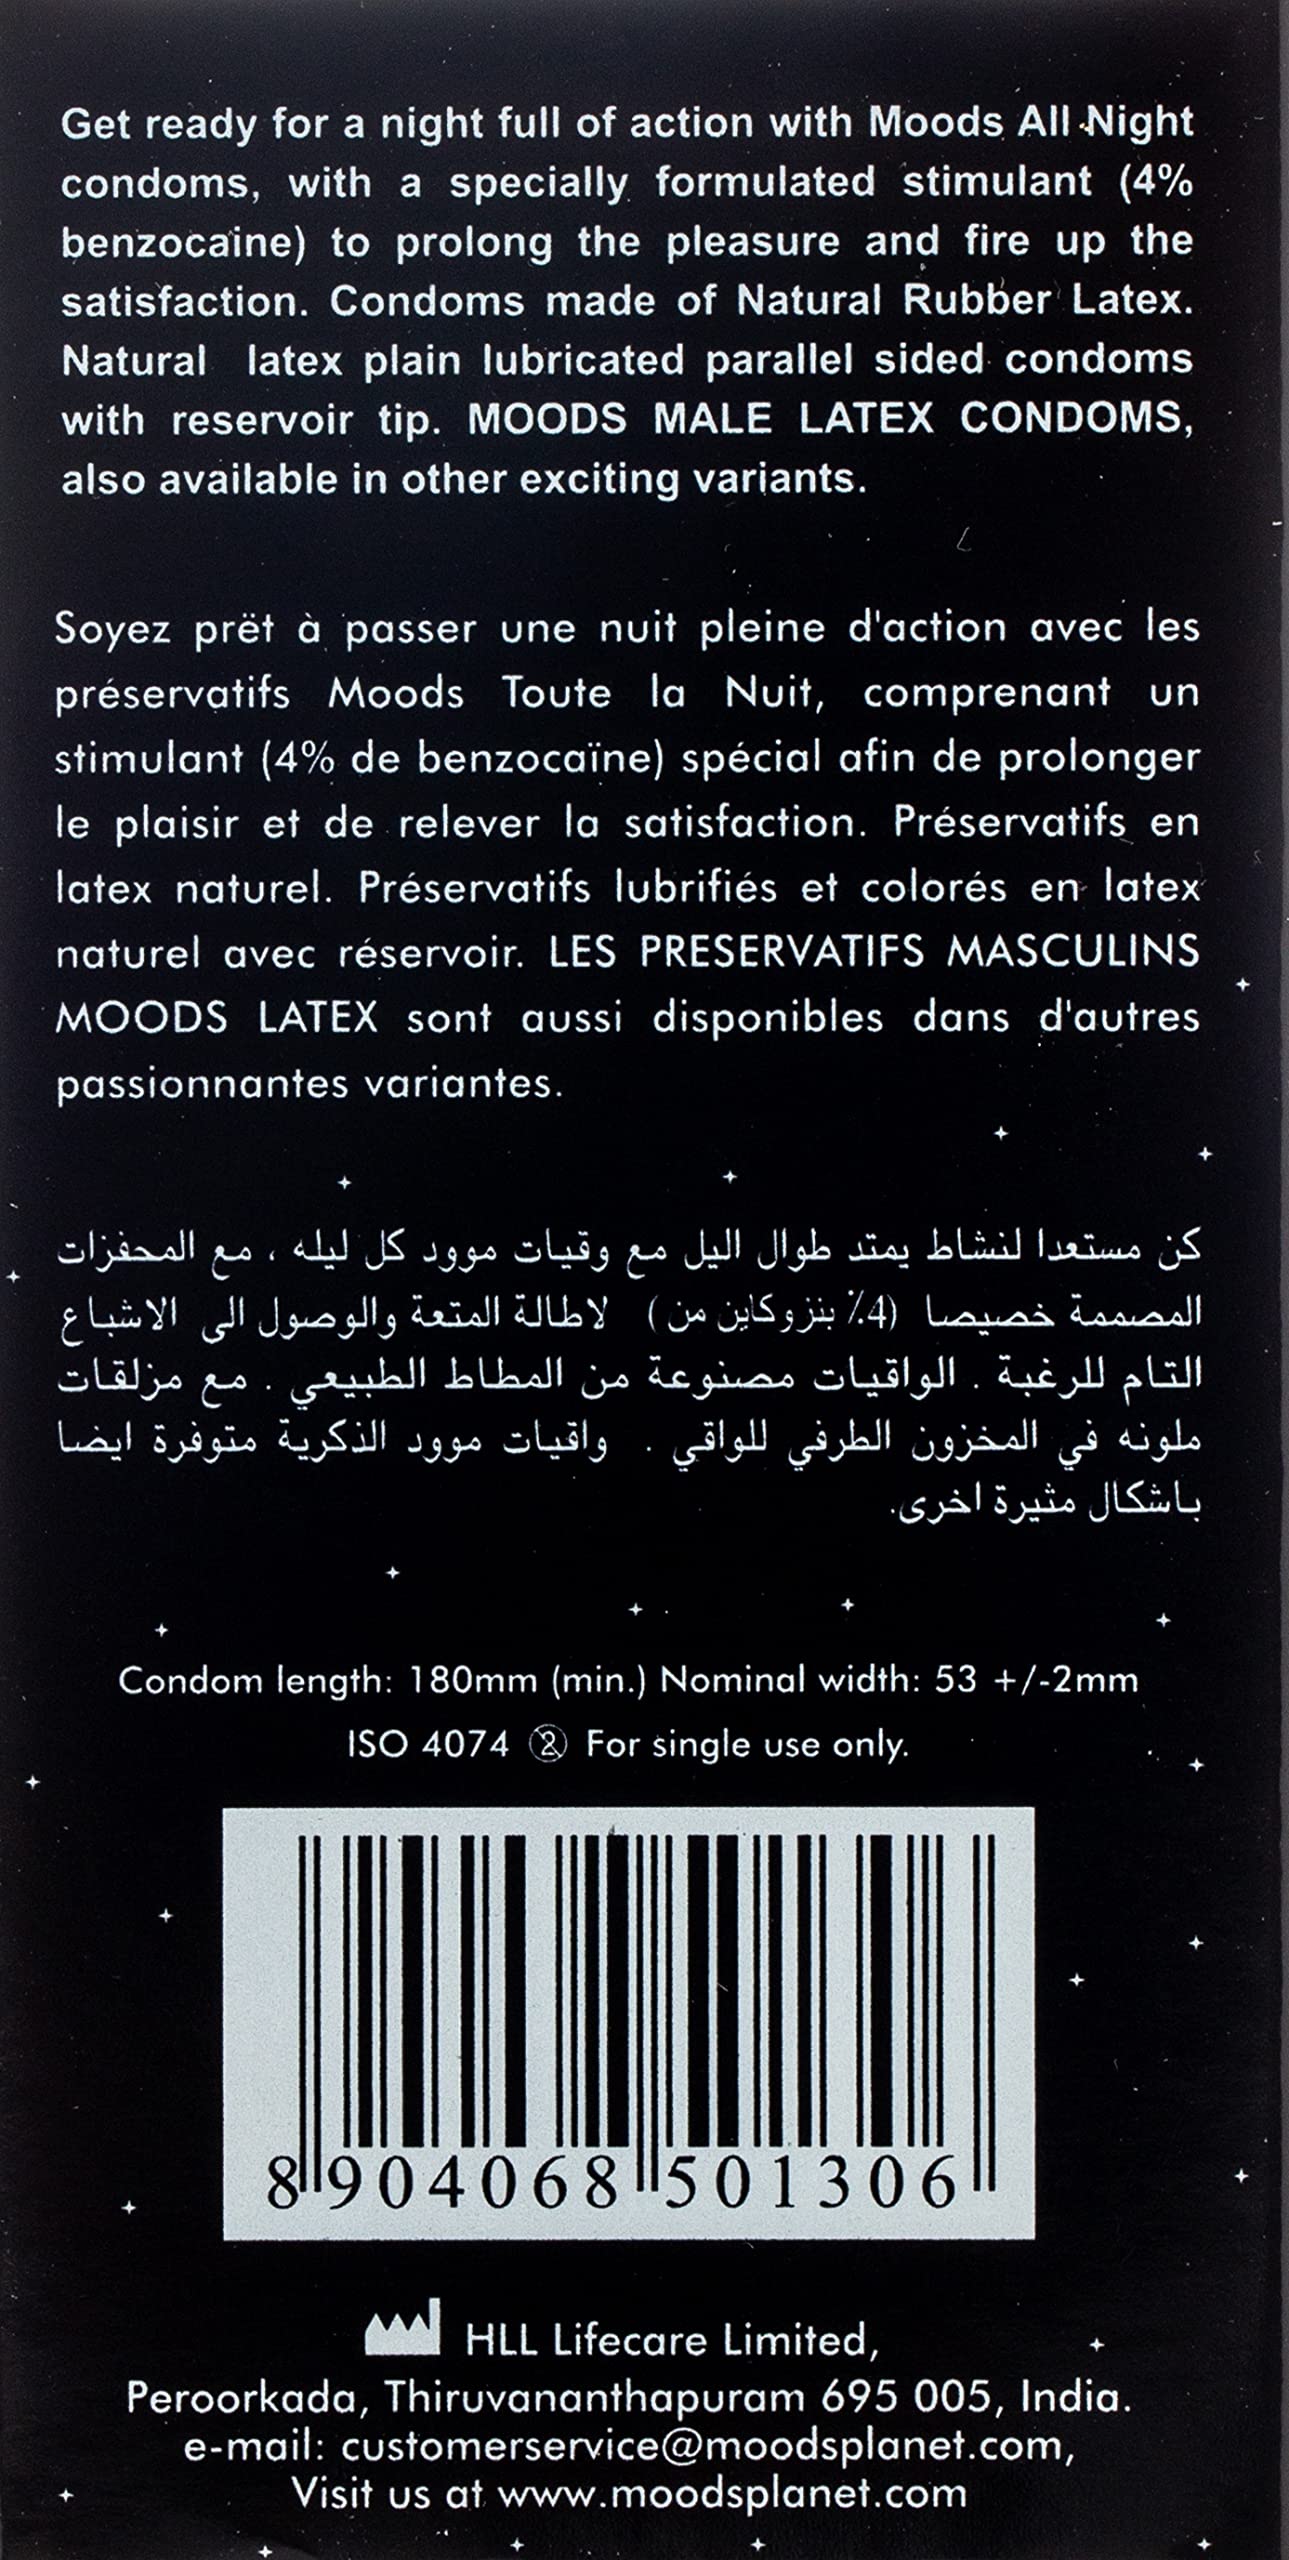 Get ready for a night full of action with Moods All Night
condoms, with a specially formulated stimulant (4%
benzocaine) to prolong the pleasure and fire up the
satisfaction. Condoms made of Natural Rubber Latex.
Natural latex plain lubricated parallel sided condoms
with reservoir tip. MOODS MALE LATEX CONDOMS,
also available in other exciting variants.
Soyez prët à passer une nuit pleine d'action avec les
préservatifs Moods Toute la Nuit, comprenant un
stimulant (4% de benzocaïne) spécial afin de prolonger
le plaisir et de relever la satisfaction. Préservatifs en
latex naturel. Préservatifs lubrifiés et colorés en latex
naturel avec réservoir. LES PRESERVATIFS MASCULINS
MOODS LATEX sont aussi disponibles dans d'autres
passionnantes variantes.
كن مستعدا لنشاط يمتد طوال اليل مع وقيات موود كل ليله ، مع المحفزات
المصممة خصيصا (4٪ بنزوكاين من ) لاطالة المتعة والوصول الى الاشباع
التام للرغبة . الواقيات مصنوعة من المطاط الطبيعي . مع مزلقات
ملونه في المخزون الطرفي للواقي . واقيات موود الذكرية متوفرة ايضا
باشكال مثيرة اخرى.
Condom length: 180mm (min.) Nominal width: 53 +/-2mm
ISO 4074 2 For single use only.
8 904068 501306
HLL Lifecare Limited,
Peroorkada, Thiruvananthapuram 695 005, India.
e-mail: customerservice@moodsplanet.com,
Visit us at www.moodsplanet.com